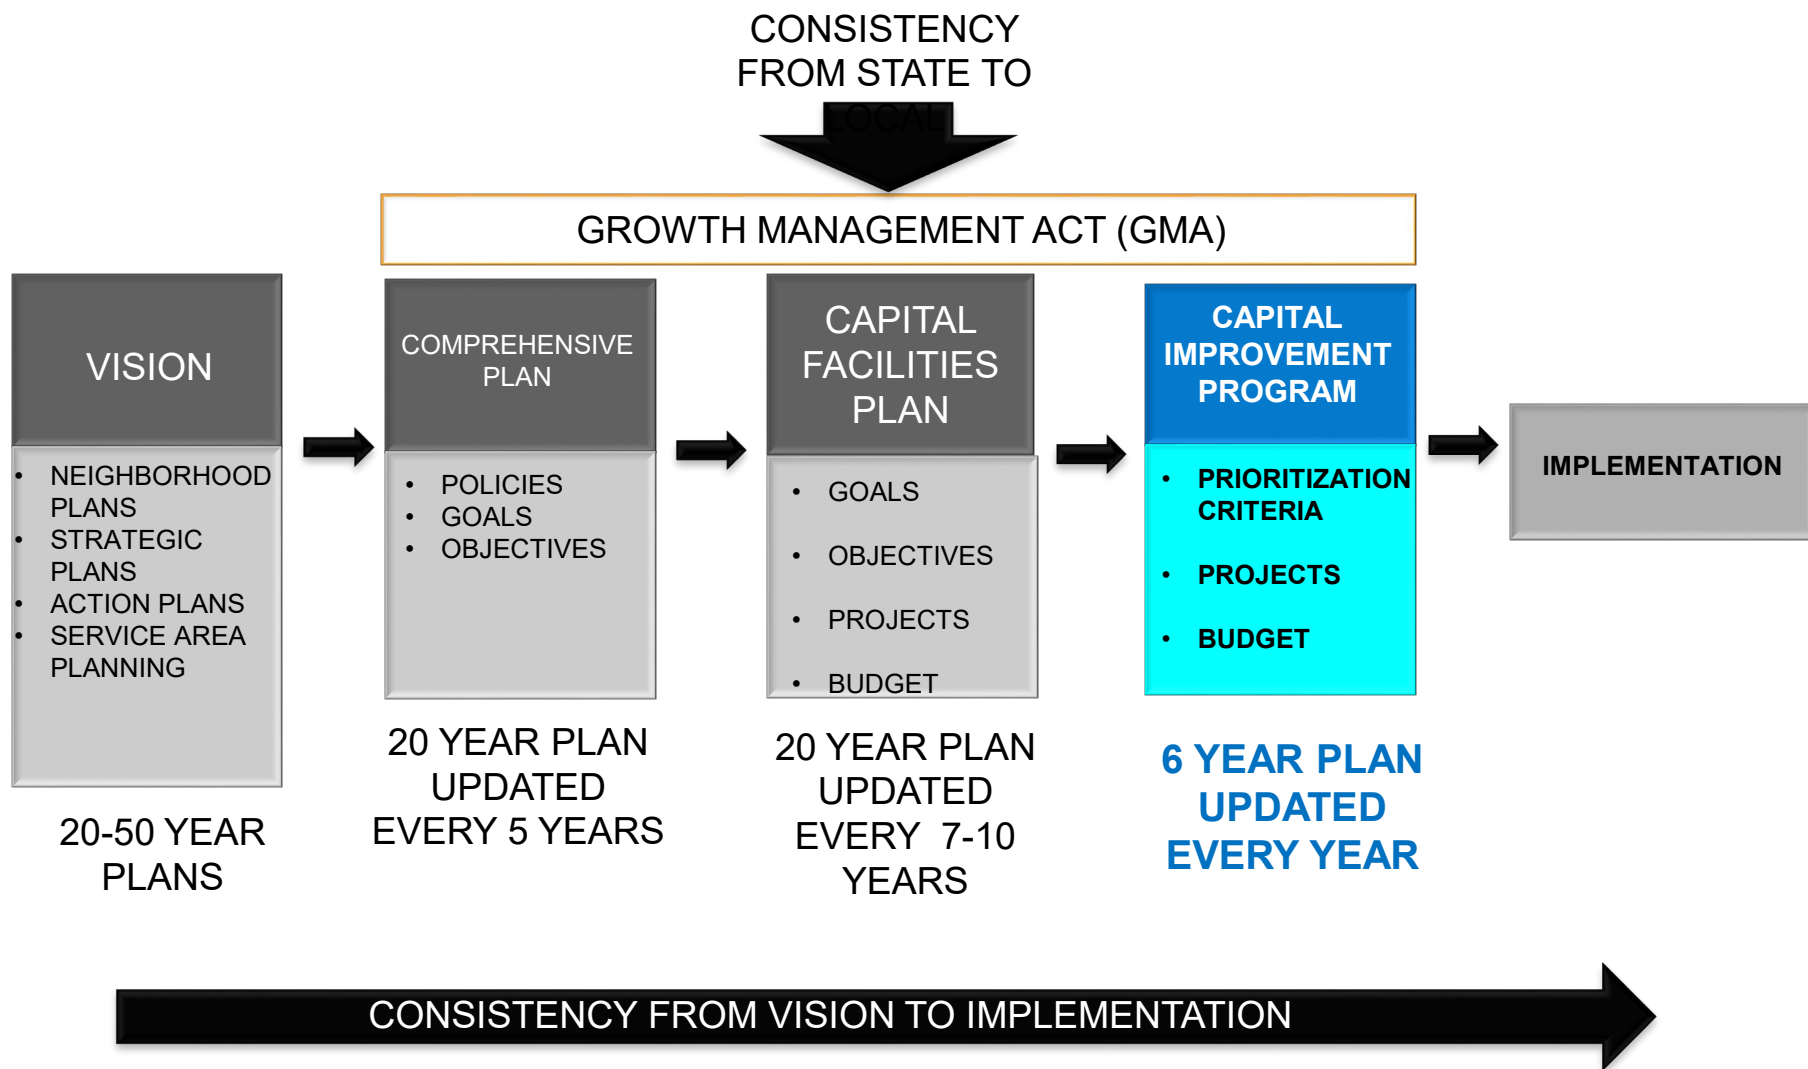 CONSISTENCY
FROM STATE TO
LOCAL
GROWTH MANAGEMENT ACT (GMA)
VISION
• NEIGHBORHOOD
PLANS
• STRATEGIC
PLANS
• ACTION PLANS
• SERVICE AREA
PLANNING
20-50 YEAR
PLANS
COMPREHENSIVE
PLAN
• POLICIES
• GOALS
• OBJECTIVES
20 YEAR PLAN
UPDATED
EVERY 5 YEARS
CAPITAL
FACILITIES
PLAN
• GOALS
• OBJECTIVES
• PROJECTS
• BUDGET
20 YEAR PLAN
UPDATED
EVERY 7-10
YEARS
CAPITAL
IMPROVEMENT
PROGRAM
• PRIORITIZATION
CRITERIA
• PROJECTS
• BUDGET
6 YEAR PLAN
UPDATED
EVERY YEAR
IMPLEMENTATION
CONSISTENCY FROM VISION TO IMPLEMENTATION